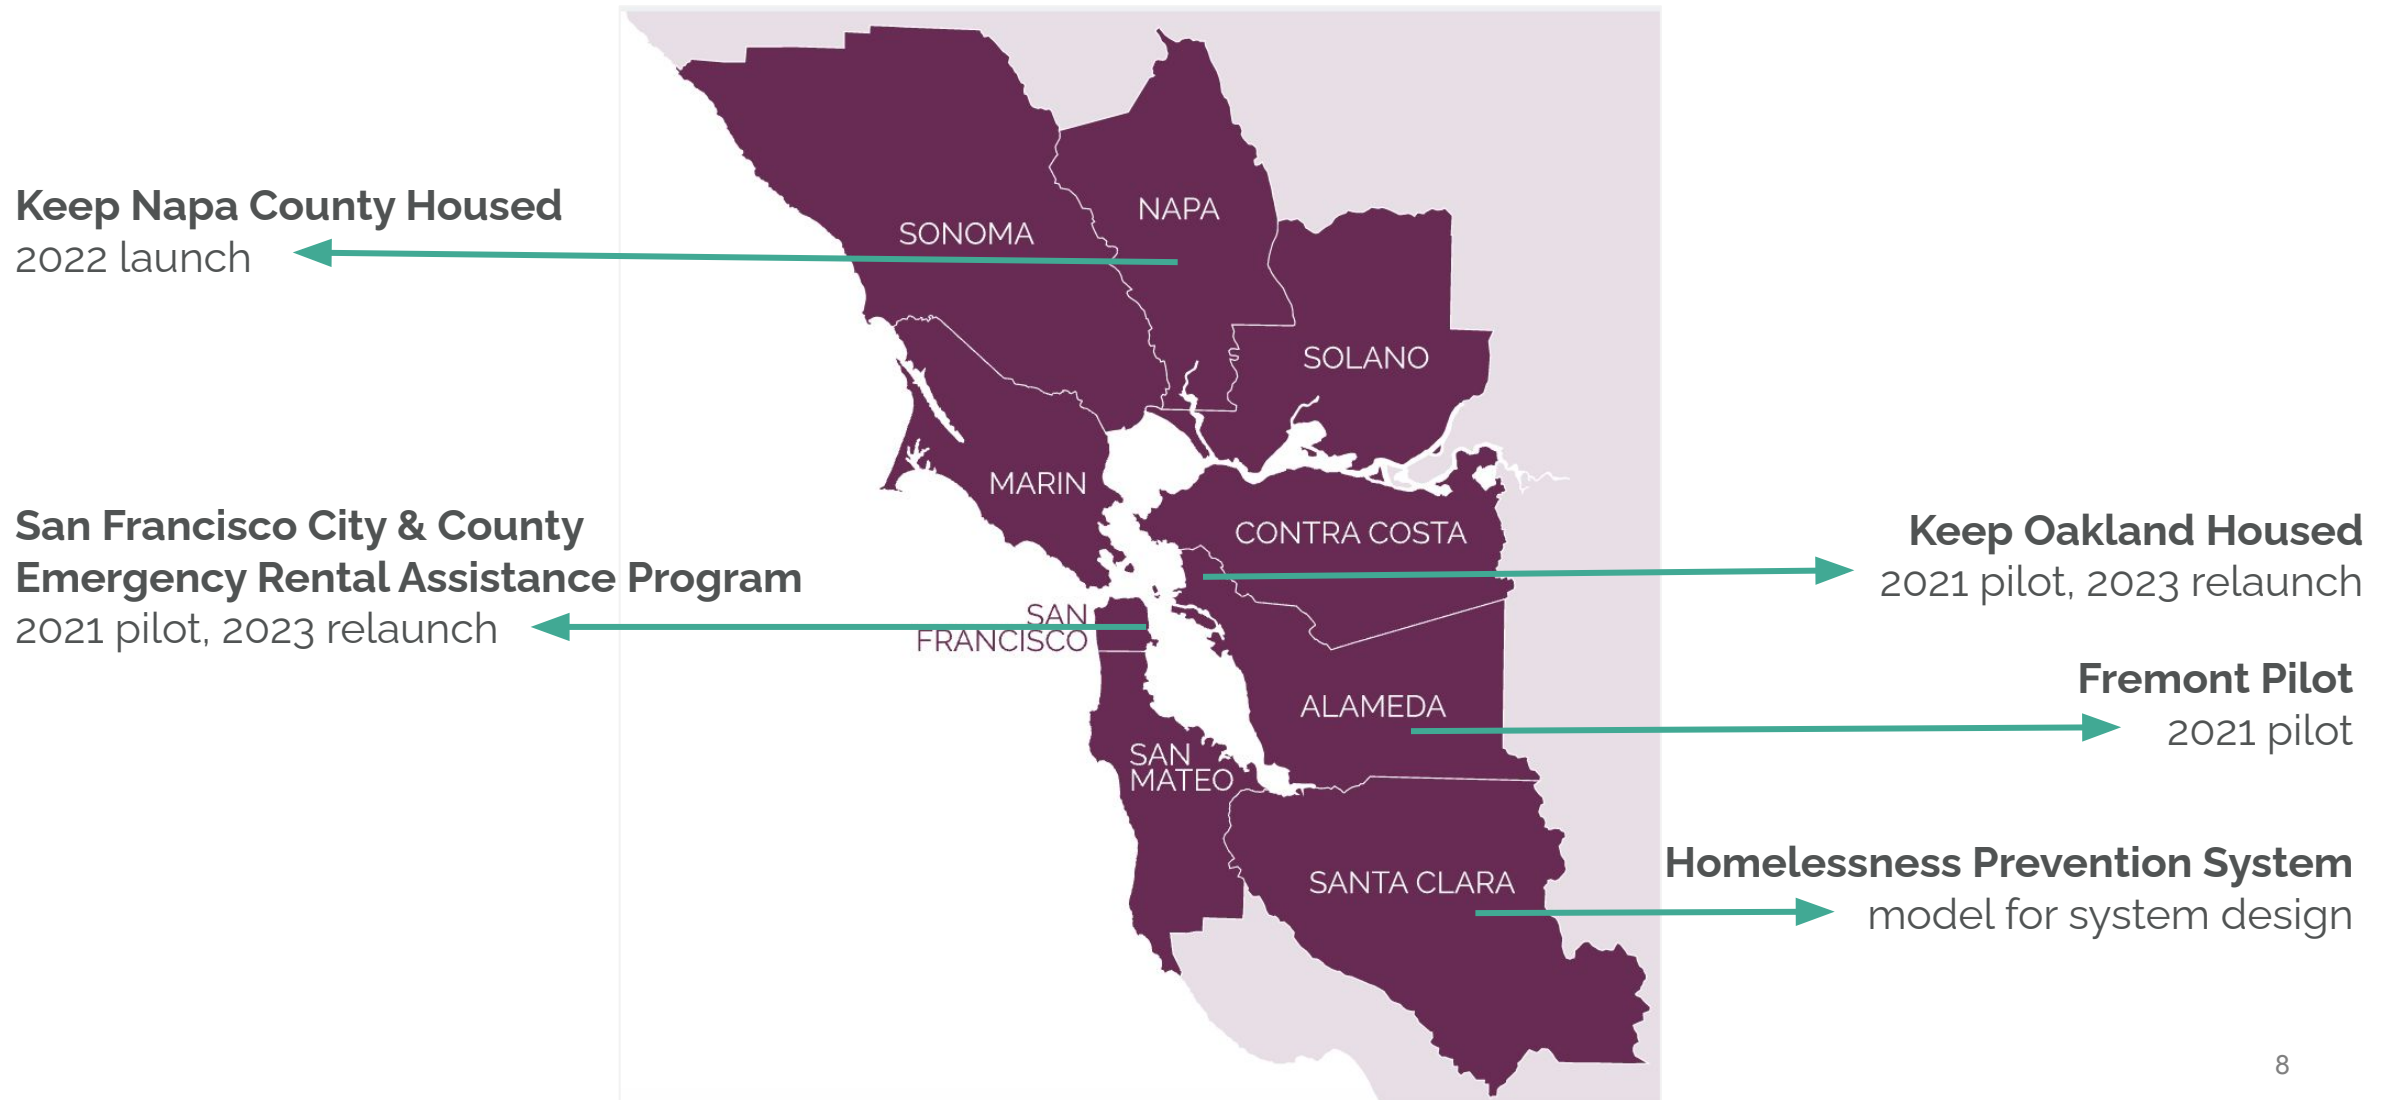 Keep Napa County Housed
2022 launch
San Francisco City & County
Emergency Rental Assistance Program
2021 pilot, 2023 relaunch
SONOMA
NAPA
SOLANO
MARIN
CONTRA COSTA
SAN
FRANCISCO
ALAMEDA
SAN
MATEO
SANTA CLARA
Keep Oakland Housed
2021 pilot, 2023 relaunch
Fremont Pilot
2021 pilot
Homelessness Prevention System
model for system design
8